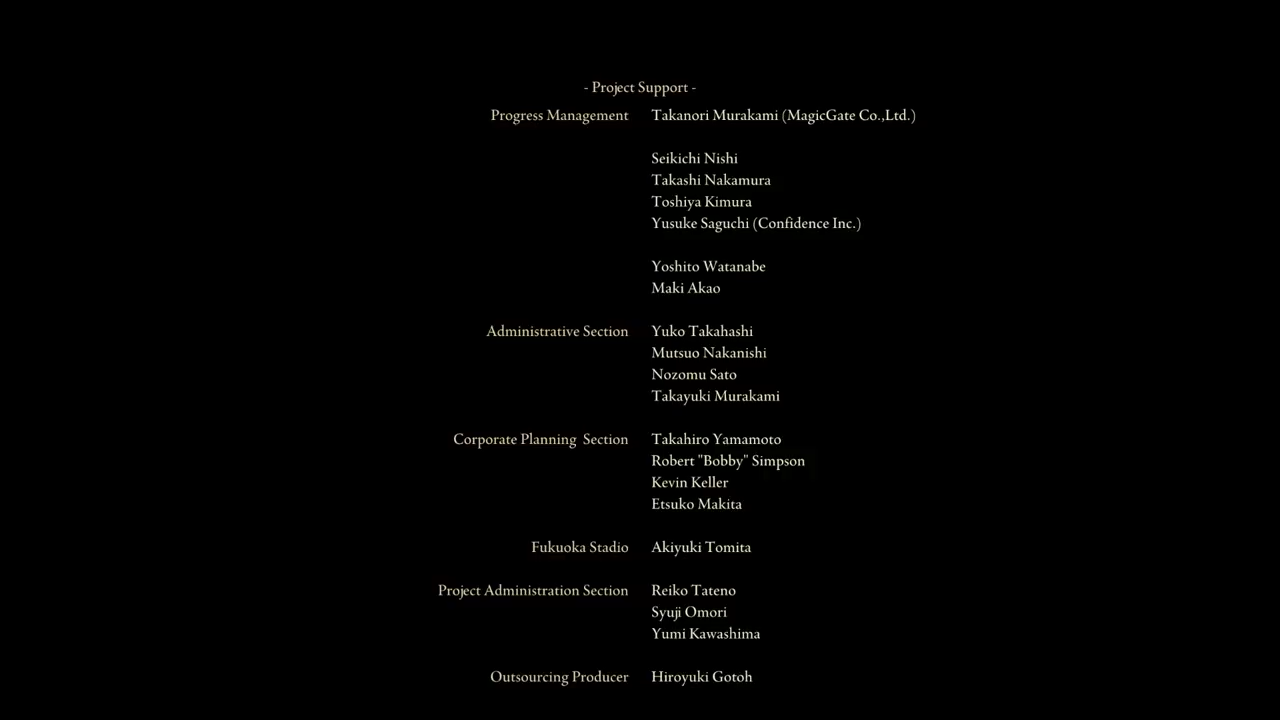 - Project Support -
Progress Management Takanori Murakami (MagicGate Co.,Ltd.)
Seikichi Nishi
Takashi Nakamura
Toshiya Kimura
Yusuke Saguchi (Confidence Inc.)
Yoshito Watanabe
Maki Akao
Administrative Section Yuko Takahashi
Mutsuo Nakanishi
Nozomu Sato
Takayuki Murakami
Corporate Planning  Section Takahiro Yamamoto
Robert "Bobby" Simpson
Kevin Keller
Etsuko Makita
Fukuoka Stadio Akiyuki Tomita
Project Administration Section Reiko Tateno
Syuji Omori
Yumi Kawashima
Outsourcing Producer Hiroyuki Gotoh